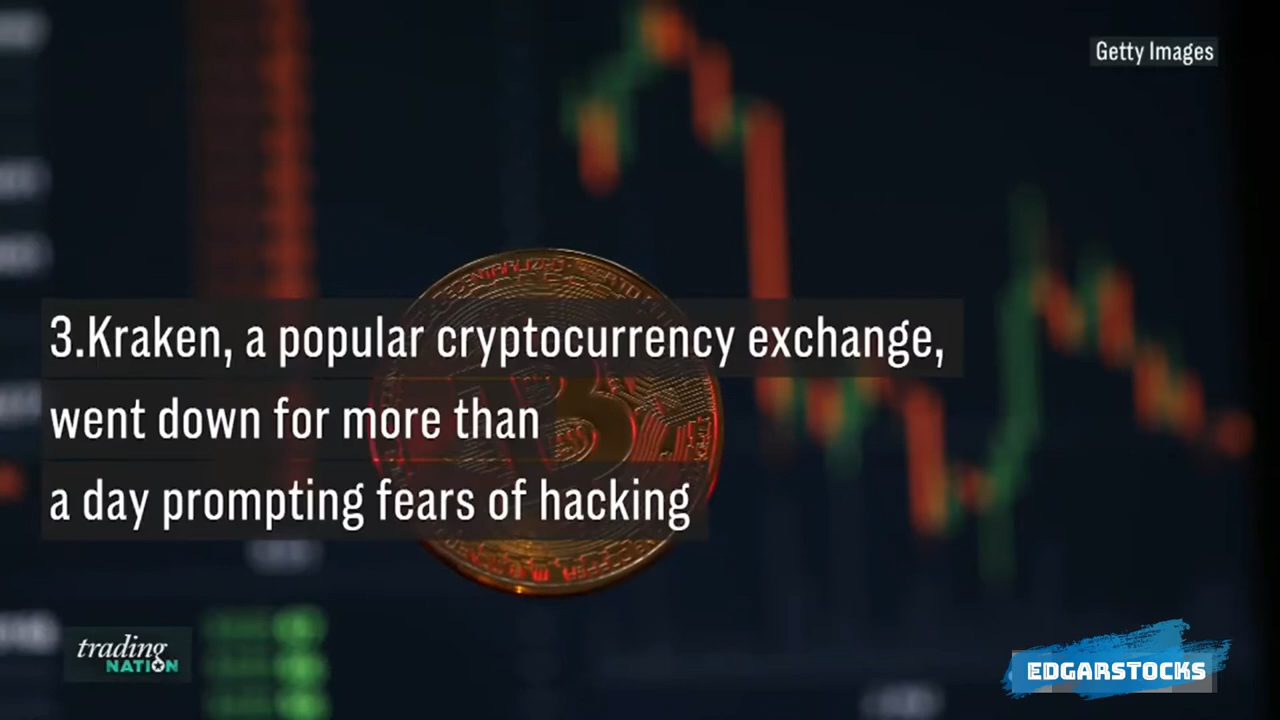 Getty Images
3.Kraken, a popular cryptocurrency exchange,
went down for more than
a day prompting fears of hacking
trading
NATION
EDGARSTOCKS